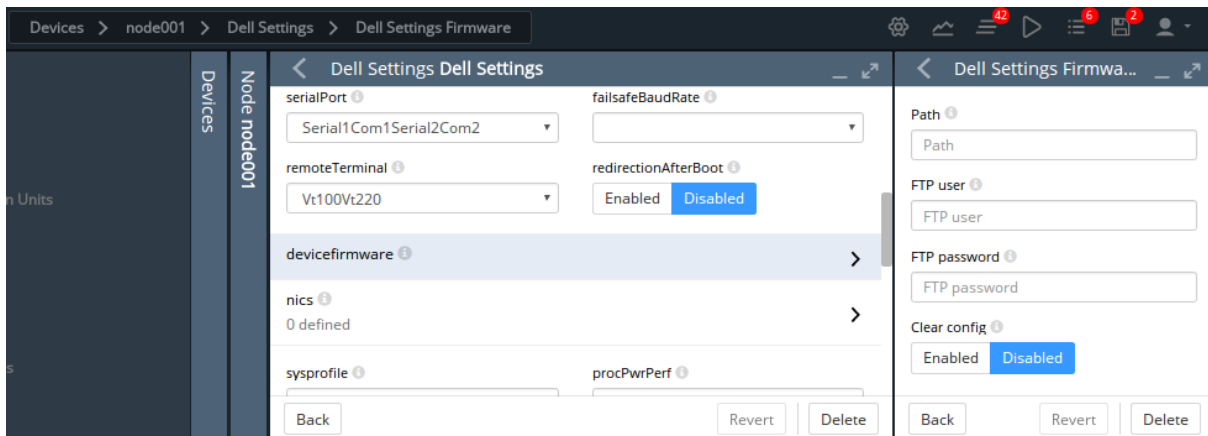 Devices > node001 > Dell Settings > Dell Settings Firmware
42
6
2
n Units
s
Devices
Node node001
Dell Settings Dell Settings
serialPort
failsafeBaudRate
Serial1Com1Serial2Com2
remoteTerminal
redirectionAfterBoot
Vt100Vt220
Enabled
Disabled
devicefirmware
nics
0 defined
sysprofile
procPwrPerf
Back
Revert
Delete
Dell Settings Firmwa...
Path
Path
FTP user
FTP user
FTP password
FTP password
Clear config
Enabled
Disabled
Back
Revert
Delete